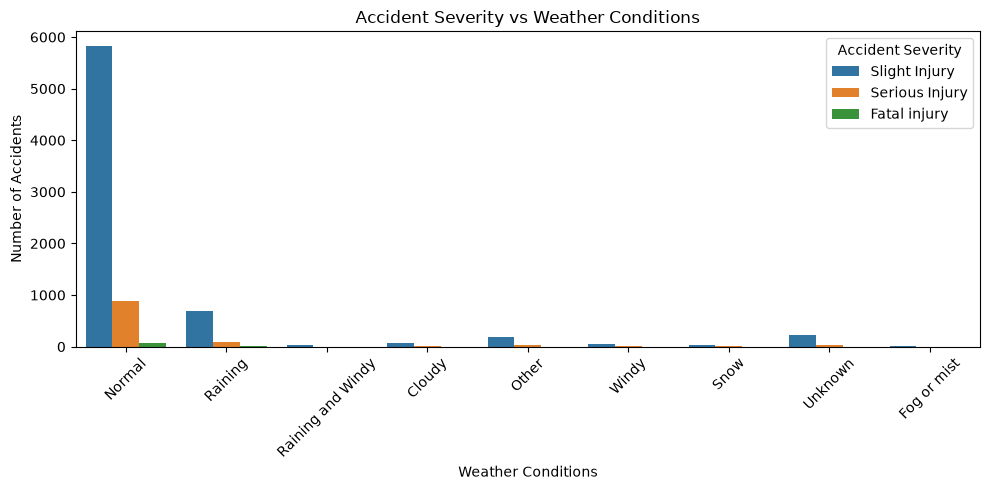 Accident Severity vs Weather Conditions
Number of Accidents
6000
5000
4000
3000
2000
1000
0
Accident Severity
Slight Injury
Serious Injury
Fatal injury
Normal
Raining
Raining and Windy
Cloudy
Other
Windy
Snow
Unknown
Fog or mist
Weather Conditions